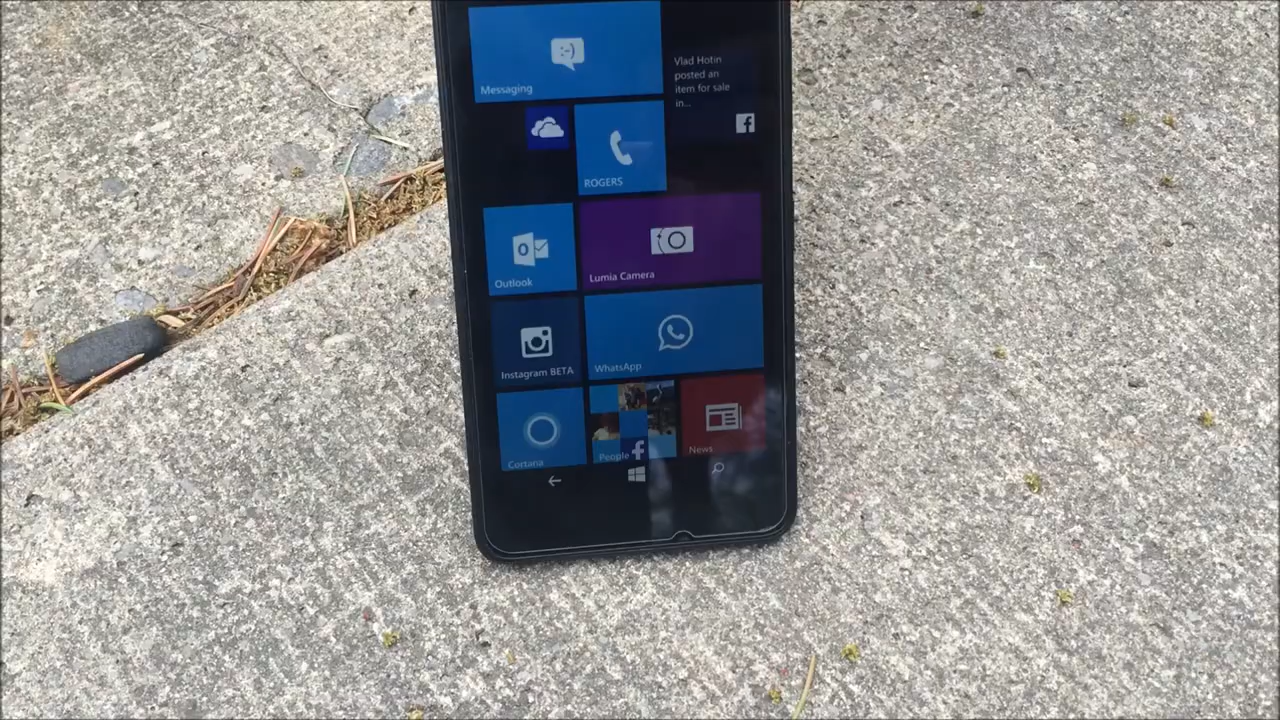 Messaging
Vlad Hotin
posted an
item for sale
in...
ROGERS
Outlook
Lumia Camera
Instagram BETA
WhatsApp
Cortana
People
News